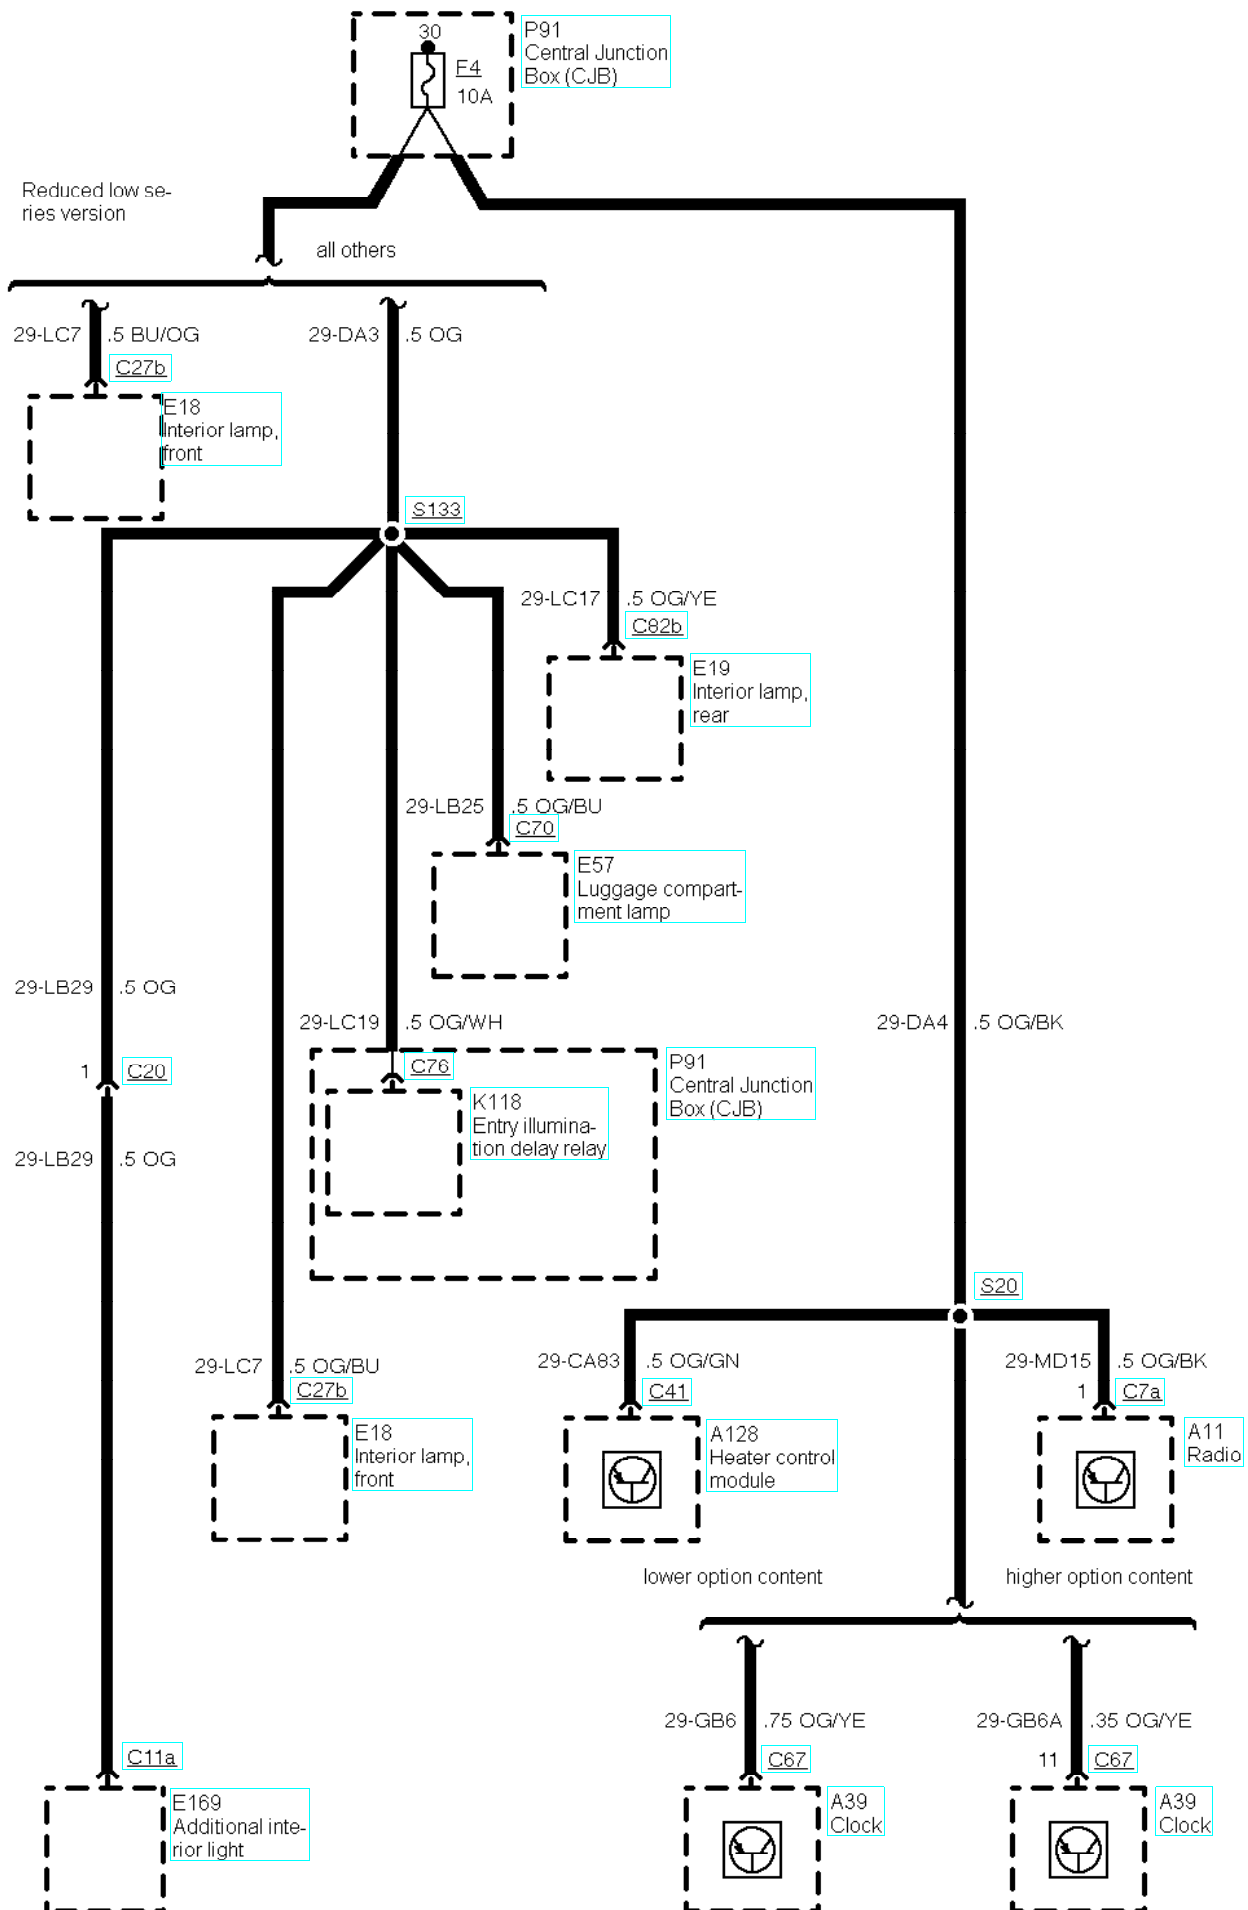 30
F4
10A
P91
Central Junction
Box (CJB)
Reduced low se-
ries version
all others
29-LC7 .5 BU/OG
C27b
E18
Interior lamp,
front
29-DA3 .5 OG
S133
29-LC17 .5 OG/YE
C82b
E19
Interior lamp,
rear
29-LB25 .5 OG/BU
C70
E57
Luggage compart-
ment lamp
29-LB29 .5 OG
29-LC19 .5 OG/WH
29-DA4 .5 OG/BK
1 C20
C76
P91
Central Junction
Box (CJB)
K118
Entry illumina-
tion delay relay
29-LB29 .5 OG
S20
29-LC7 .5 OG/BU
C27b
E18
Interior lamp,
front
29-CA83 .5 OG/GN
C41
A128
Heater control
module
29-MD15 .5 OG/BK
1 C7a
A11
Radio
lower option content
higher option content
29-GB6 .75 OG/YE
C67
A39
Clock
29-GB6A .35 OG/YE
11 C67
A39
Clock
C11a
E169
Additional inte-
rior light